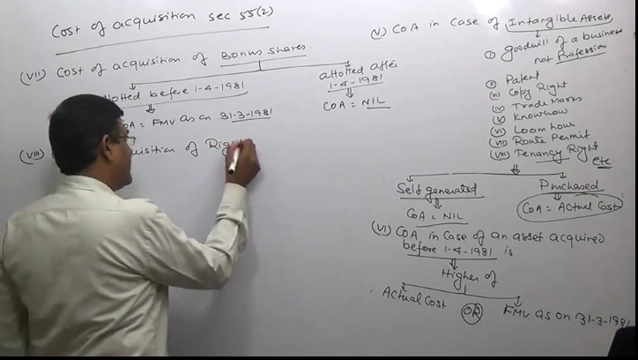 Cost of acquisition sec 55(2)
(VII) Cost of acquisition of Bonus Shares
allotted before 1-4-1981
allotted after
1-4-1981
COA = FMV as on 31-3-1981
COA = NIL
(VIII) acquisition of Righ
V) COA in case of Intangible Assets
(I) goodwill of a business
not Profession
(II) Patent
(III) Copy Right
(IV) Trade Marks
(V) Knowhow
(VI) Loom hour
(VII) Route Permit
(VIII) Tenancy Right
etc.
Self generated
Purchased
COA = NIL
COA = Actual Cost
(VI) COA in Case of an asset acquired
before 1-4-1981 is
Higher of
Actual Cost OR FMV as on 31-3-1981